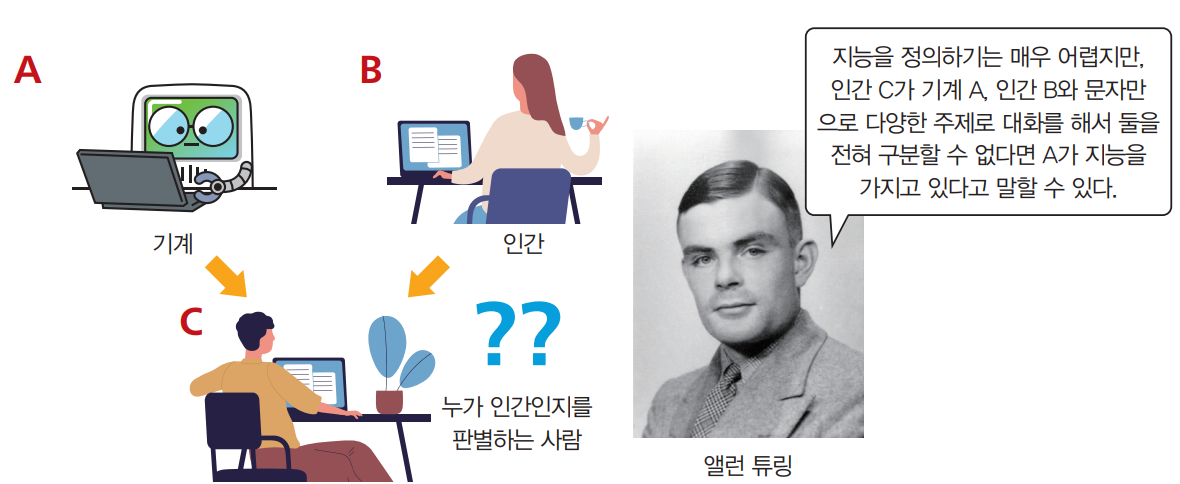 A
기계
B
인간
C
??
누가 인간인지를
판별하는 사람
지능을 정의하기는 매우 어렵지만,
인간 C가 기계 A, 인간 B와 문자만
으로 다양한 주제로 대화를 해서 둘을
전혀 구분할 수 없다면 A가 지능을
가지고 있다고 말할 수 있다.
앨런 튜링